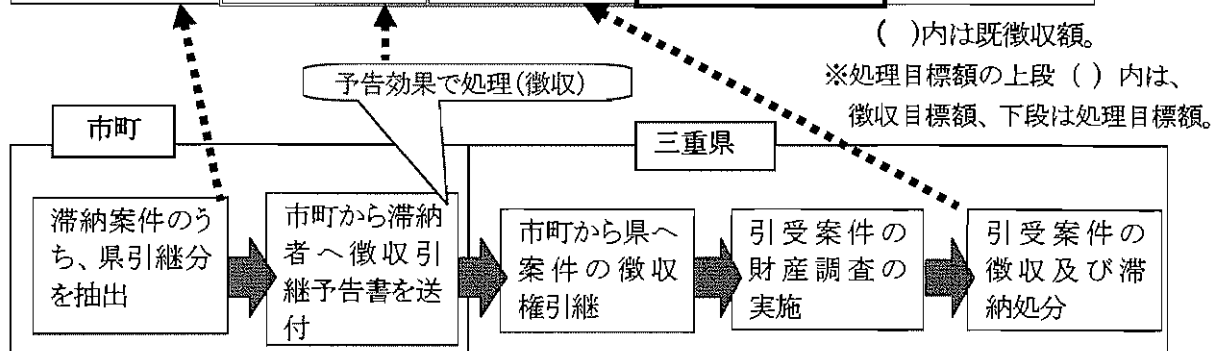 ( )内は既徴収額。
※処理目標額の上段（ ）内は、
徴収目標額、下段は処理目標額。
予告効果で処理(徴収)
市町
三重県
滞納案件のう
ち、県引継分
を抽出
市町から滞納
者へ徴収引
継予告書を送
付
市町から県へ
案件の徴収
権引継
引受案件の
財産調査の
実施
引受案件の
徴収及び滞
納処分